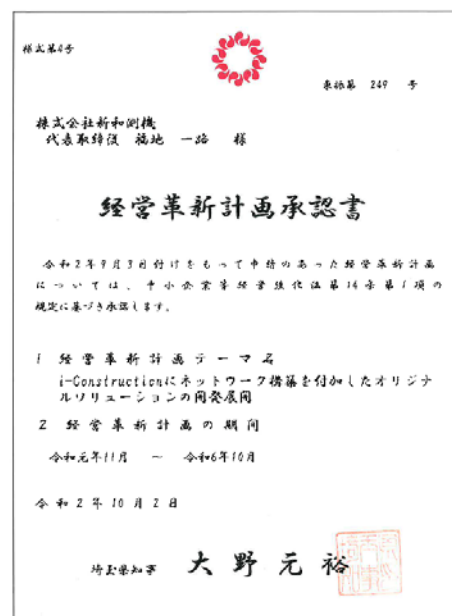 様式第4号
東振第 249 号
株式会社新和測機
代表取締役 福地 一路 様
経営革新計画承認書
令和2年9月3日付けをもって申請のあった経営革新計画
については、中小企業等経営強化法第14条第1項の
規定に基づき承認します。
1 経営革新計画テーマ名
i-Constructionにネットワーク構築を付加したオリジナ
ルソリューションの開発展開
2 経営革新計画の期間
令和元年11月 ～ 令和6年10月
令和2年10月2日
埼玉県知事 大野元裕